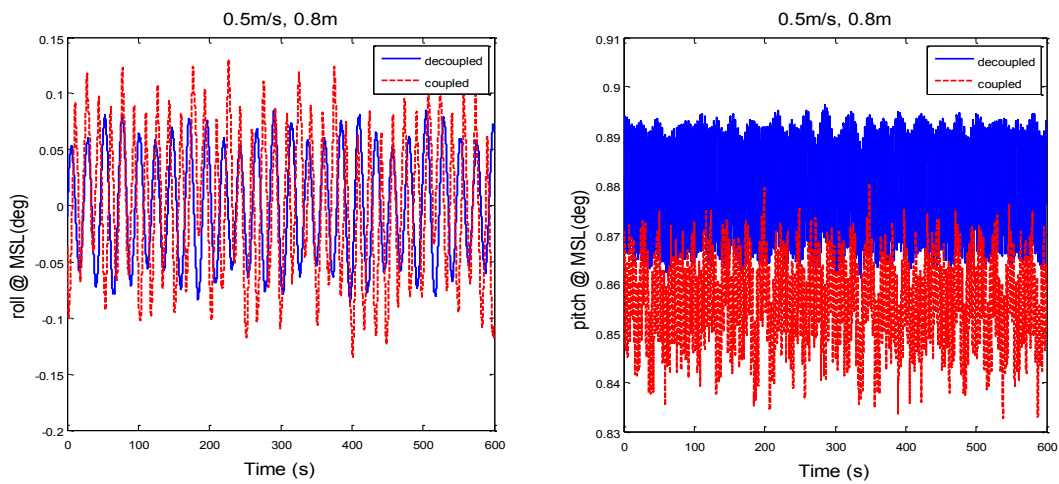 0.5m/s, 0.8m
0.15
0.1
0.05
0
-0.05
-0.1
-0.15
-0.2
roll @ MSL(deg)
decoupled
coupled
0 100 200 300 400 500 600
Time (s)
0.5m/s, 0.8m
0.91
0.9
0.89
0.88
0.87
0.86
0.85
0.84
0.83
pitch @ MSL(deg)
decoupled
coupled
0 100 200 300 400 500 600
Time (s)